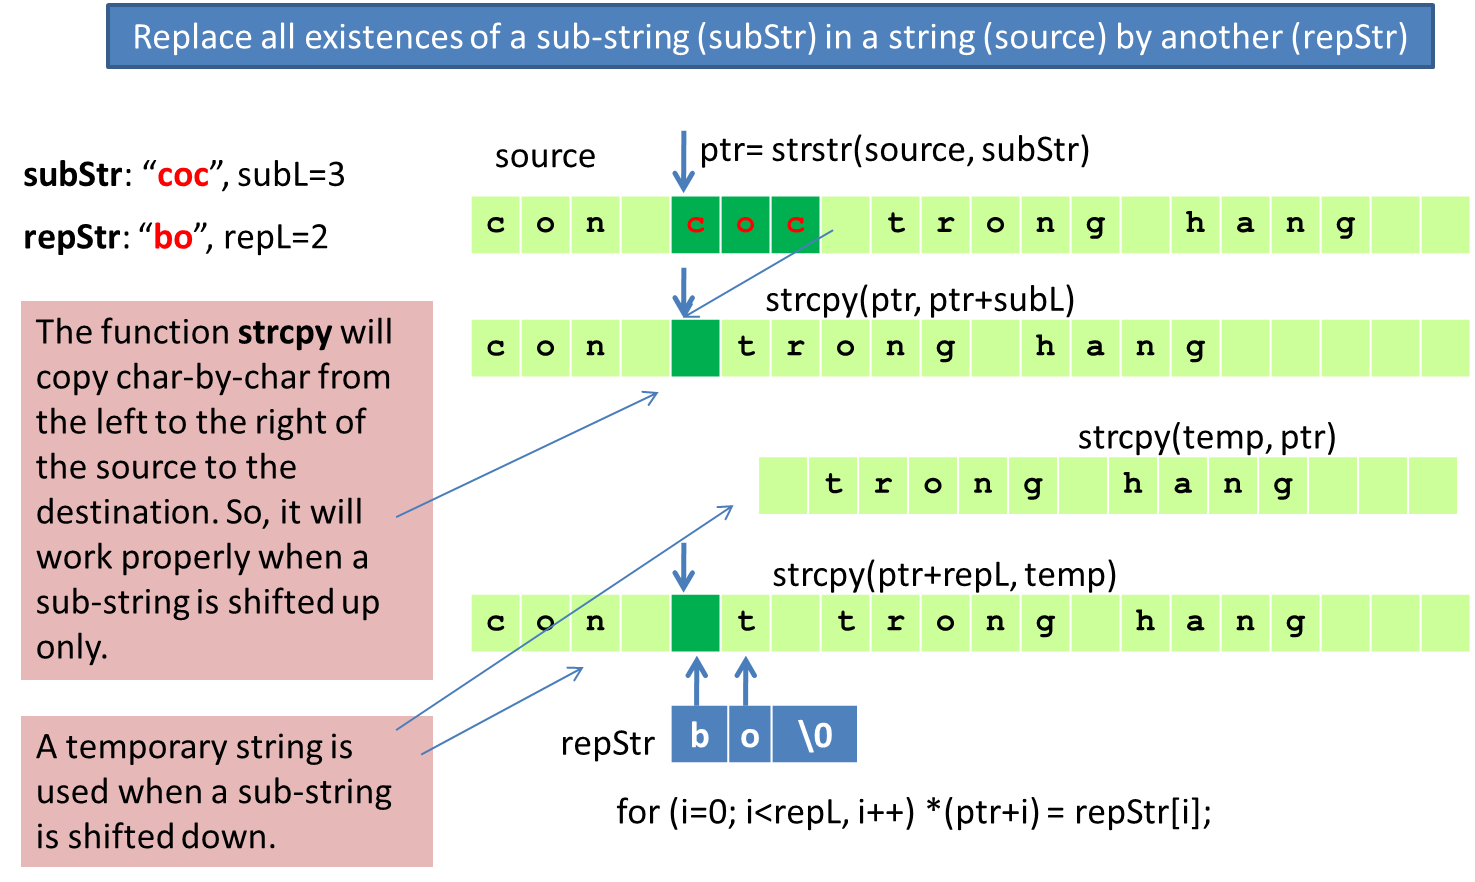 Replace all existences of a sub-string (subStr) in a string (source) by another (repStr)
subStr: “coc”, subL=3
repStr: “bo”, repL=2
source
ptr= strstr(source, subStr)
c o n c o c t r o n g h a n g
strcpy(ptr, ptr+subL)
c o n t r o n g h a n g
The function strcpy will
copy char-by-char from
the left to the right of
the source to the
destination. So, it will
work properly when a
sub-string is shifted up
only.
strcpy(temp, ptr)
t r o n g h a n g
strcpy(ptr+repL, temp)
c o n t t r o n g h a n g
A temporary string is
used when a sub-string
is shifted down.
repStr
b o \0
for (i=0; i<repL, i++) *(ptr+i) = repStr[i];